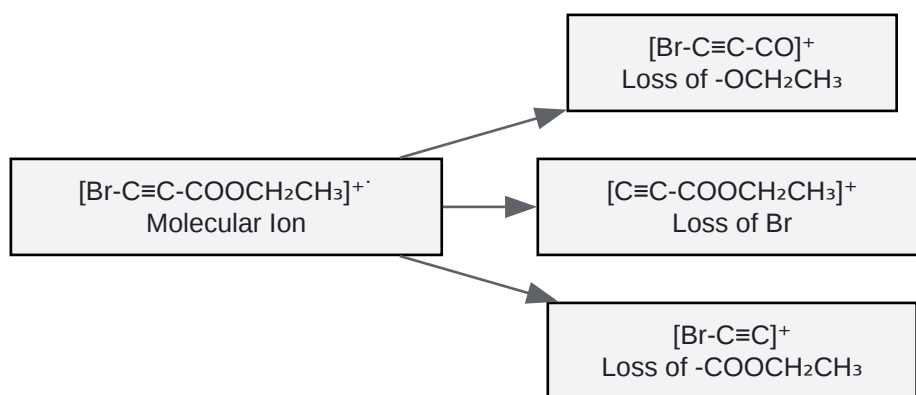 [Br-C≡C-CO]⁺
Loss of -OCH₂CH₃
[Br-C≡C-COOCH₂CH₃]⁺˙
Molecular Ion
[C≡C-COOCH₂CH₃]⁺
Loss of Br
[Br-C≡C]⁺
Loss of -COOCH₂CH₃